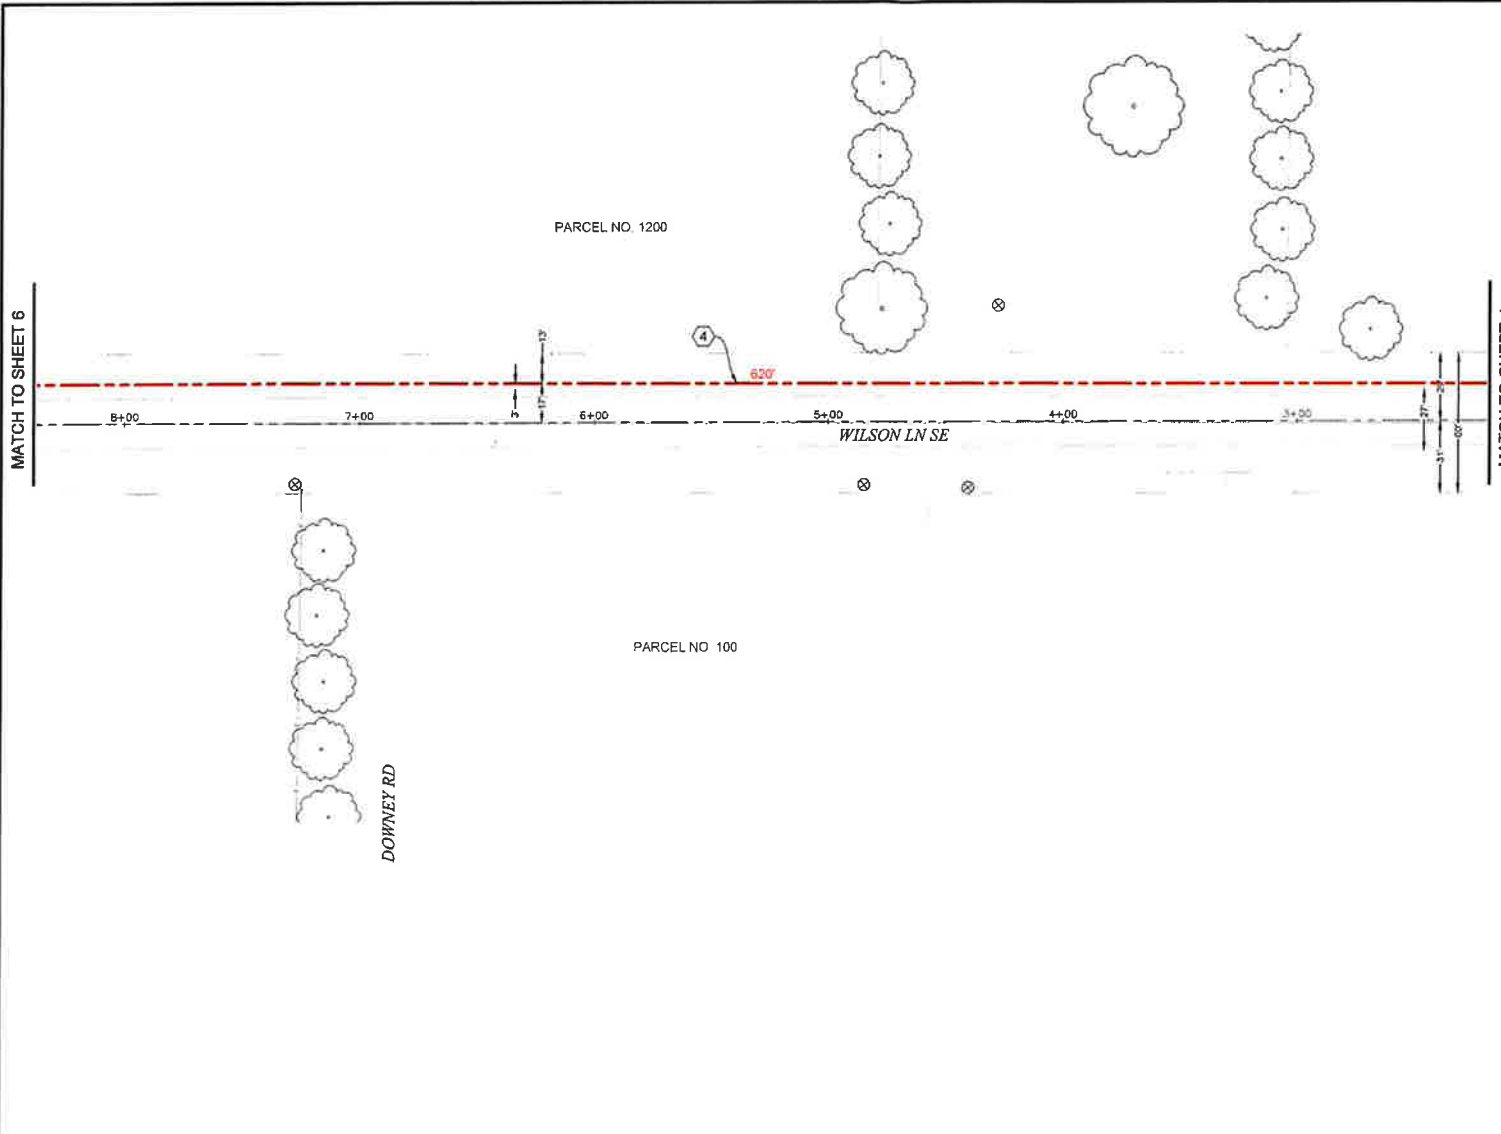 PARCEL NO. 1200
MATCH TO SHEET 6
4
13'
620'
3'
17'
8+00
7+00
6+00
5+00
4+00
3+00
WILSON LN SE
27'
31'
60'
PARCEL NO 100
DOWNEY RD